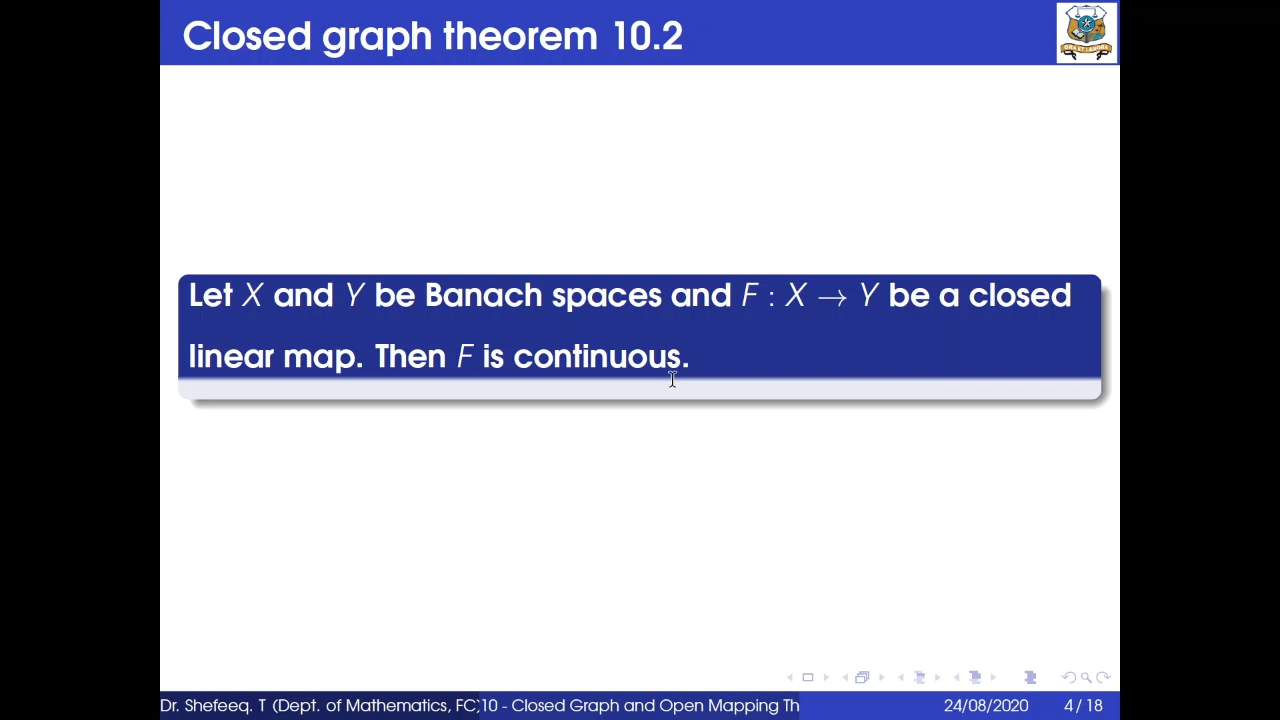 Closed graph theorem 10.2
Let X and Y be Banach spaces and F : X → Y be a closed
linear map. Then F is continuous.
Dr. Shefeeq. T (Dept. of Mathematics, FC) 10 - Closed Graph and Open Mapping Th 24/08/2020 4 / 18